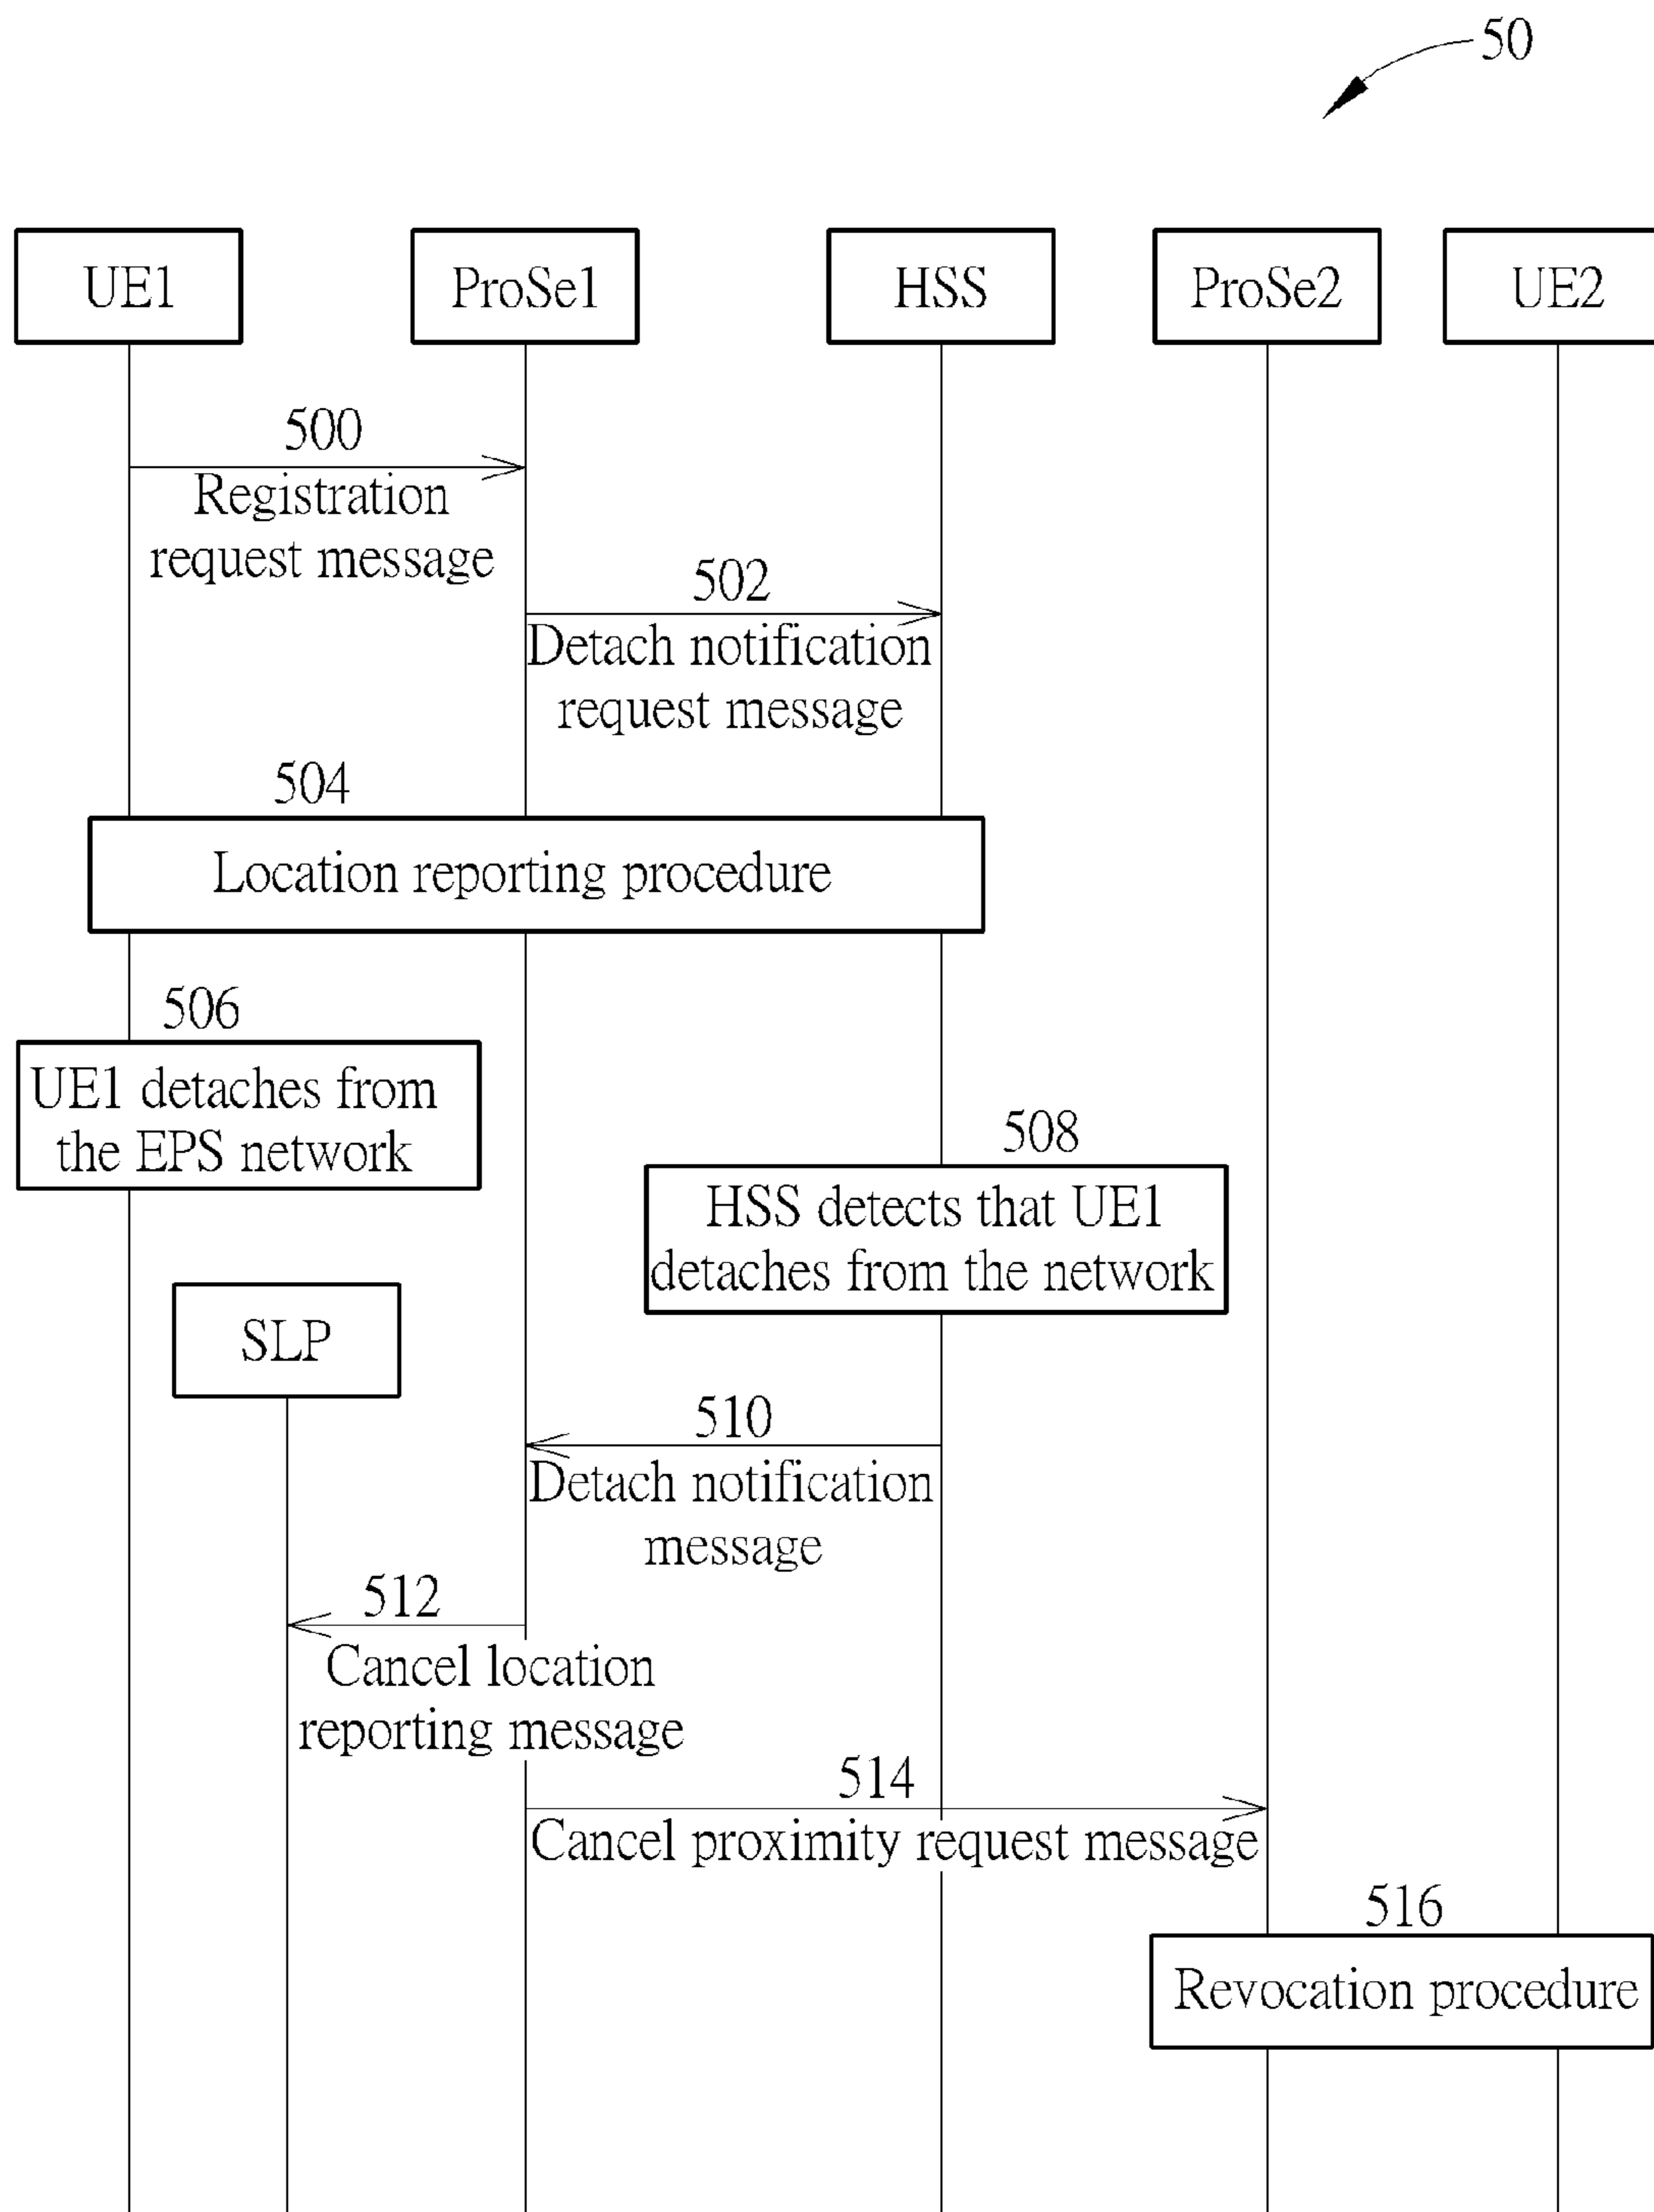 50
UE1
ProSe1
HSS
ProSe2
UE2
500
Registration
request message
502
Detach notification
request message
504
Location reporting procedure
506
UE1 detaches from
the EPS network
508
HSS detects that UE1
detaches from the network
SLP
510
Detach notification
message
512
Cancel location
reporting message
514
Cancel proximity request message
516
Revocation procedure